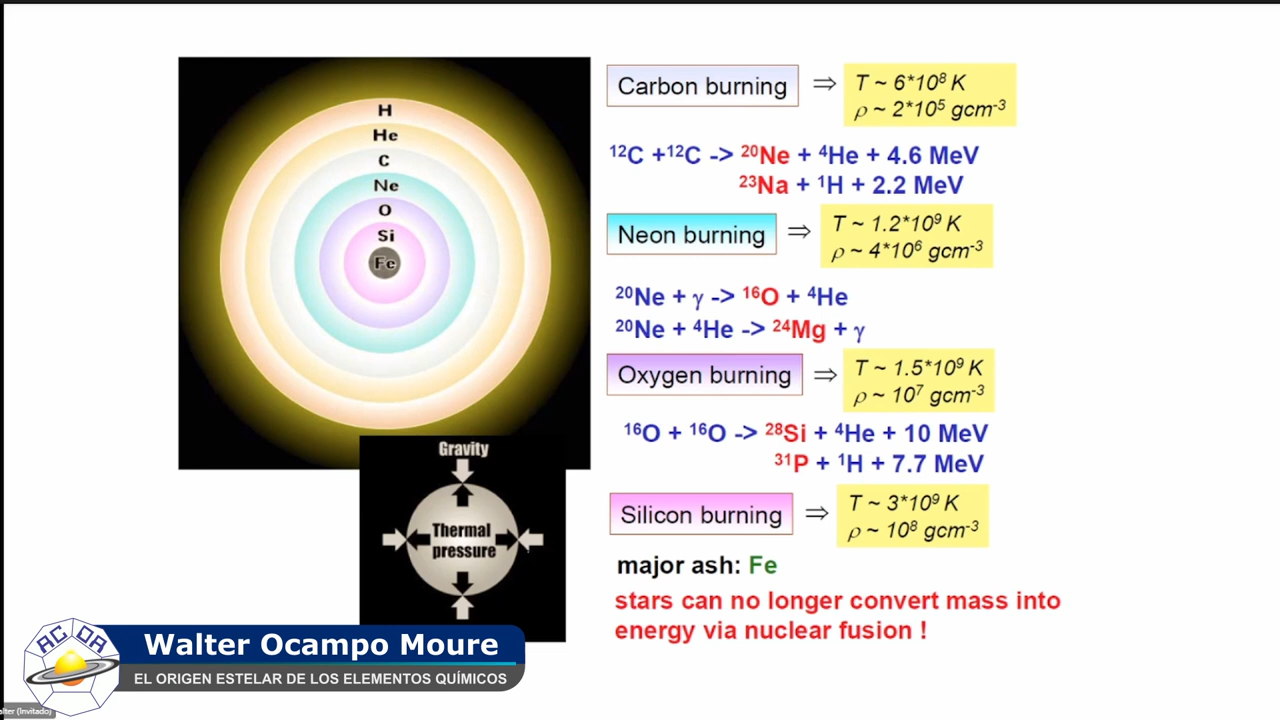 H
He
C
Ne
O
Si
Fe
Gravity
Thermal
pressure
Carbon burning ⇒ T ~ 6*10⁸ K
ρ ~ 2*10⁵ gcm⁻³
¹²C +¹²C -> ²⁰Ne + ⁴He + 4.6 MeV
²³Na + ¹H + 2.2 MeV
Neon burning ⇒ T ~ 1.2*10⁹ K
ρ ~ 4*10⁶ gcm⁻³
²⁰Ne + γ -> ¹⁶O + ⁴He
²⁰Ne + ⁴He -> ²⁴Mg + γ
Oxygen burning ⇒ T ~ 1.5*10⁹ K
ρ ~ 10⁷ gcm⁻³
¹⁶O + ¹⁶O -> ²⁸Si + ⁴He + 10 MeV
³¹P + ¹H + 7.7 MeV
Silicon burning ⇒ T ~ 3*10⁹ K
ρ ~ 10⁸ gcm⁻³
major ash: Fe
stars can no longer convert mass into
energy via nuclear fusion !
AC DA
Walter Ocampo Moure
EL ORIGEN ESTELAR DE LOS ELEMENTOS QUÍMICOS
alter (Invitado)